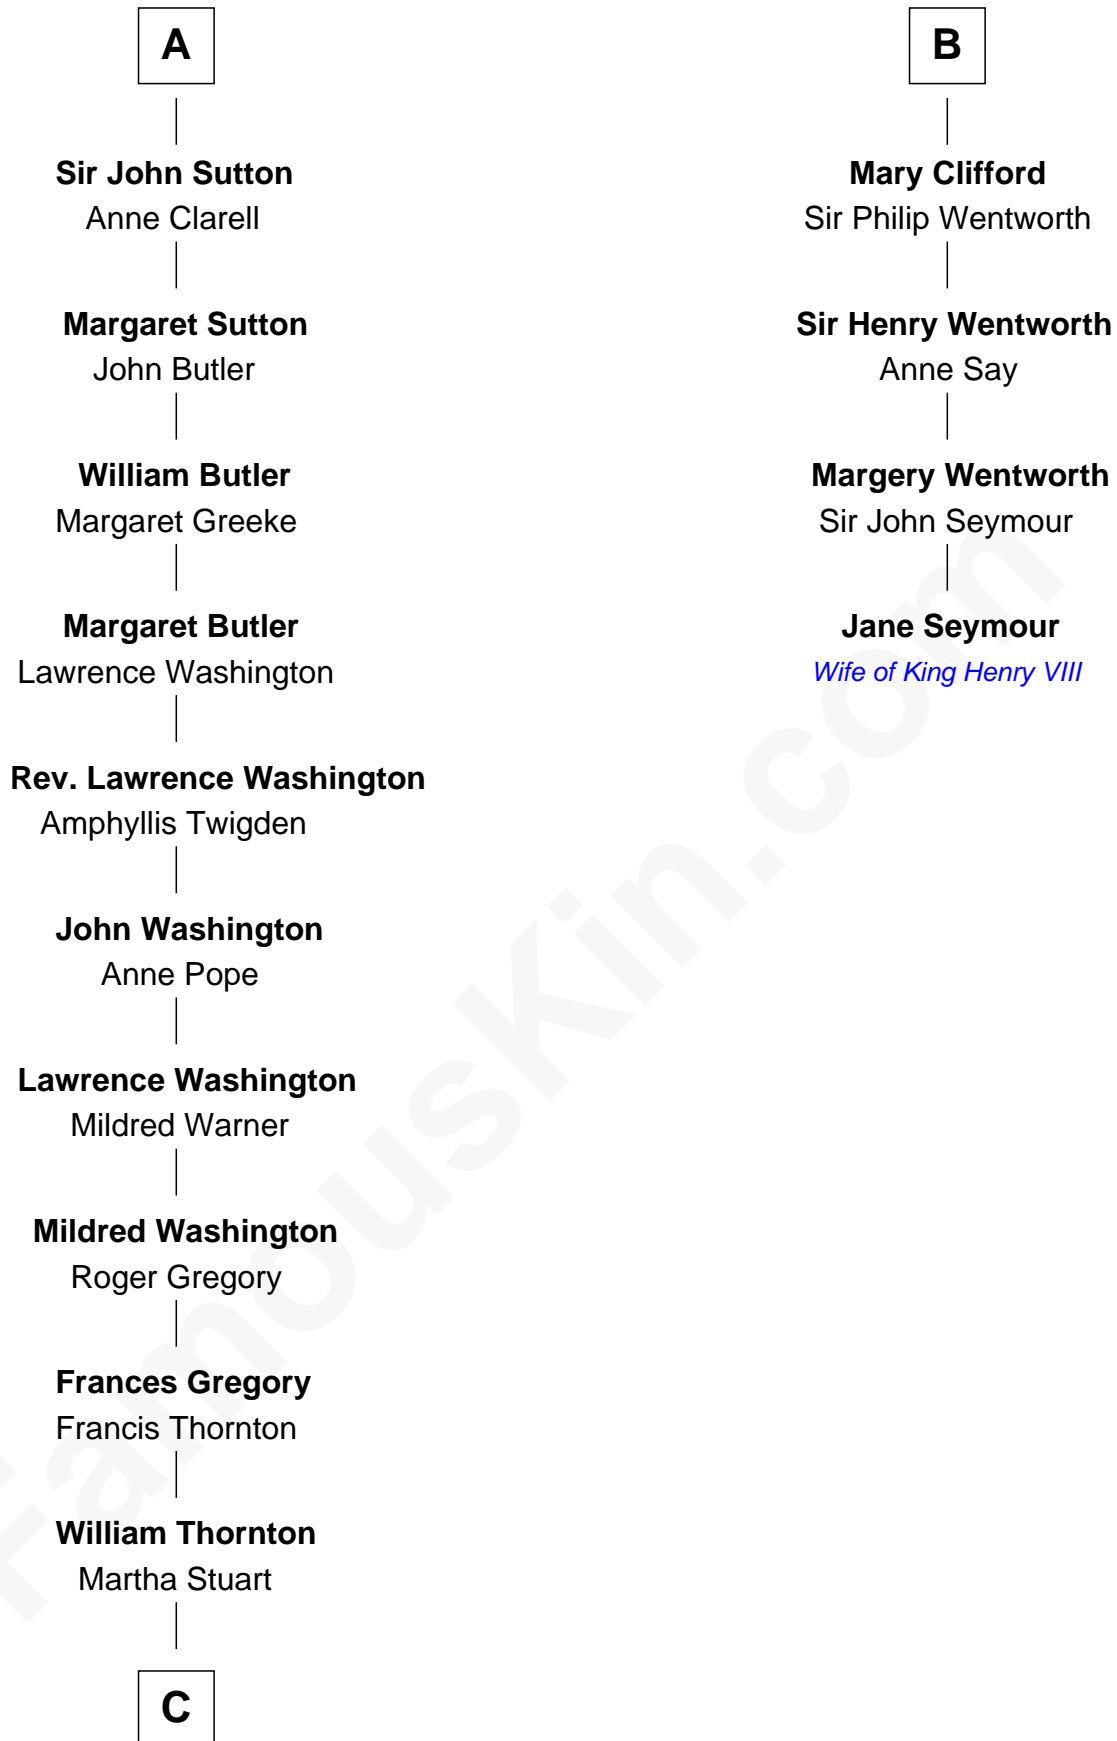 A
Sir John Sutton
Anne Clarell
Margaret Sutton
John Butler
William Butler
Margaret Greeke
Margaret Butler
Lawrence Washington
Rev. Lawrence Washington
Amphyllis Twigden
John Washington
Anne Pope
Lawrence Washington
Mildred Warner
Mildred Washington
Roger Gregory
Frances Gregory
Francis Thornton
William Thornton
Martha Stuart
C
B
Mary Clifford
Sir Philip Wentworth
Sir Henry Wentworth
Anne Say
Margery Wentworth
Sir John Seymour
Jane Seymour
Wife of King Henry VIII
FamousKin.com